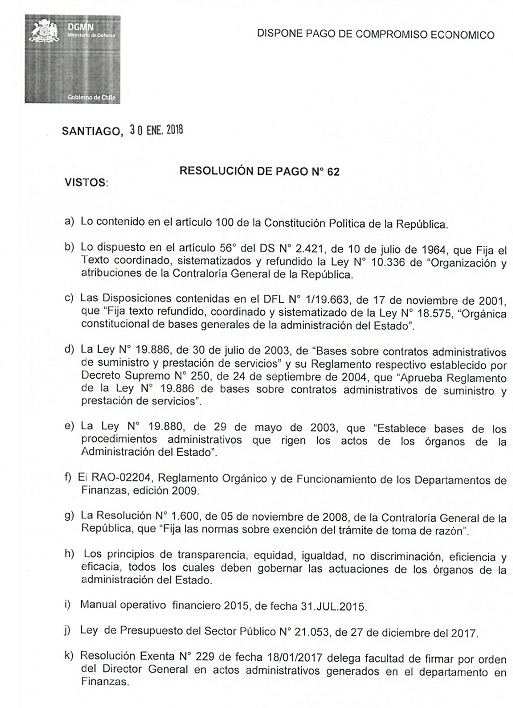 DGMN
Ministerio de Defensa
Gobierno de Chile
DISPONE PAGO DE COMPROMISO ECONOMICO
SANTIAGO, 30 ENE. 2018
RESOLUCIÓN DE PAGO N° 62
VISTOS:
a) Lo contenido en el artículo 100 de la Constitución Política de la República.
b) Lo dispuesto en el artículo 56° del DS N° 2.421, de 10 de julio de 1964, que Fija el
Texto coordinado, sistematizados y refundido la Ley N° 10.336 de “Organización y
atribuciones de la Contraloría General de la República.
c) Las Disposiciones contenidas en el DFL N° 1/19.663, de 17 de noviembre de 2001,
que “Fija texto refundido, coordinado y sistematizado de la Ley N° 18.575, “Orgánica
constitucional de bases generales de la administración del Estado”.
d) La Ley N° 19.886, de 30 de julio de 2003, de “Bases sobre contratos administrativos
de suministro y prestación de servicios” y su Reglamento respectivo establecido por
Decreto Supremo N° 250, de 24 de septiembre de 2004, que “Aprueba Reglamento
de la Ley N° 19.886 de bases sobre contratos administrativos de suministro y
prestación de servicios”.
e) La Ley N° 19.880, de 29 de mayo de 2003, que “Establece bases de los
procedimientos administrativos que rigen los actos de los órganos de la
Administración del Estado”.
f) El RAO-02204, Reglamento Orgánico y de Funcionamiento de los Departamentos de
Finanzas, edición 2009.
g) La Resolución N° 1.600, de 05 de noviembre de 2008, de la Contraloría General de la
República, que “Fija las normas sobre exención del trámite de toma de razón”.
h) Los principios de transparencia, equidad, igualdad, no discriminación, eficiencia y
eficacia, todos los cuales deben gobernar las actuaciones de los órganos de la
administración del Estado.
i) Manual operativo financiero 2015, de fecha 31.JUL.2015.
j) Ley de Presupuesto del Sector Público N° 21.053, de 27 de diciembre del 2017.
k) Resolución Exenta N° 229 de fecha 18/01/2017 delega facultad de firmar por orden
del Director General en actos administrativos generados en el departamento en
Finanzas.